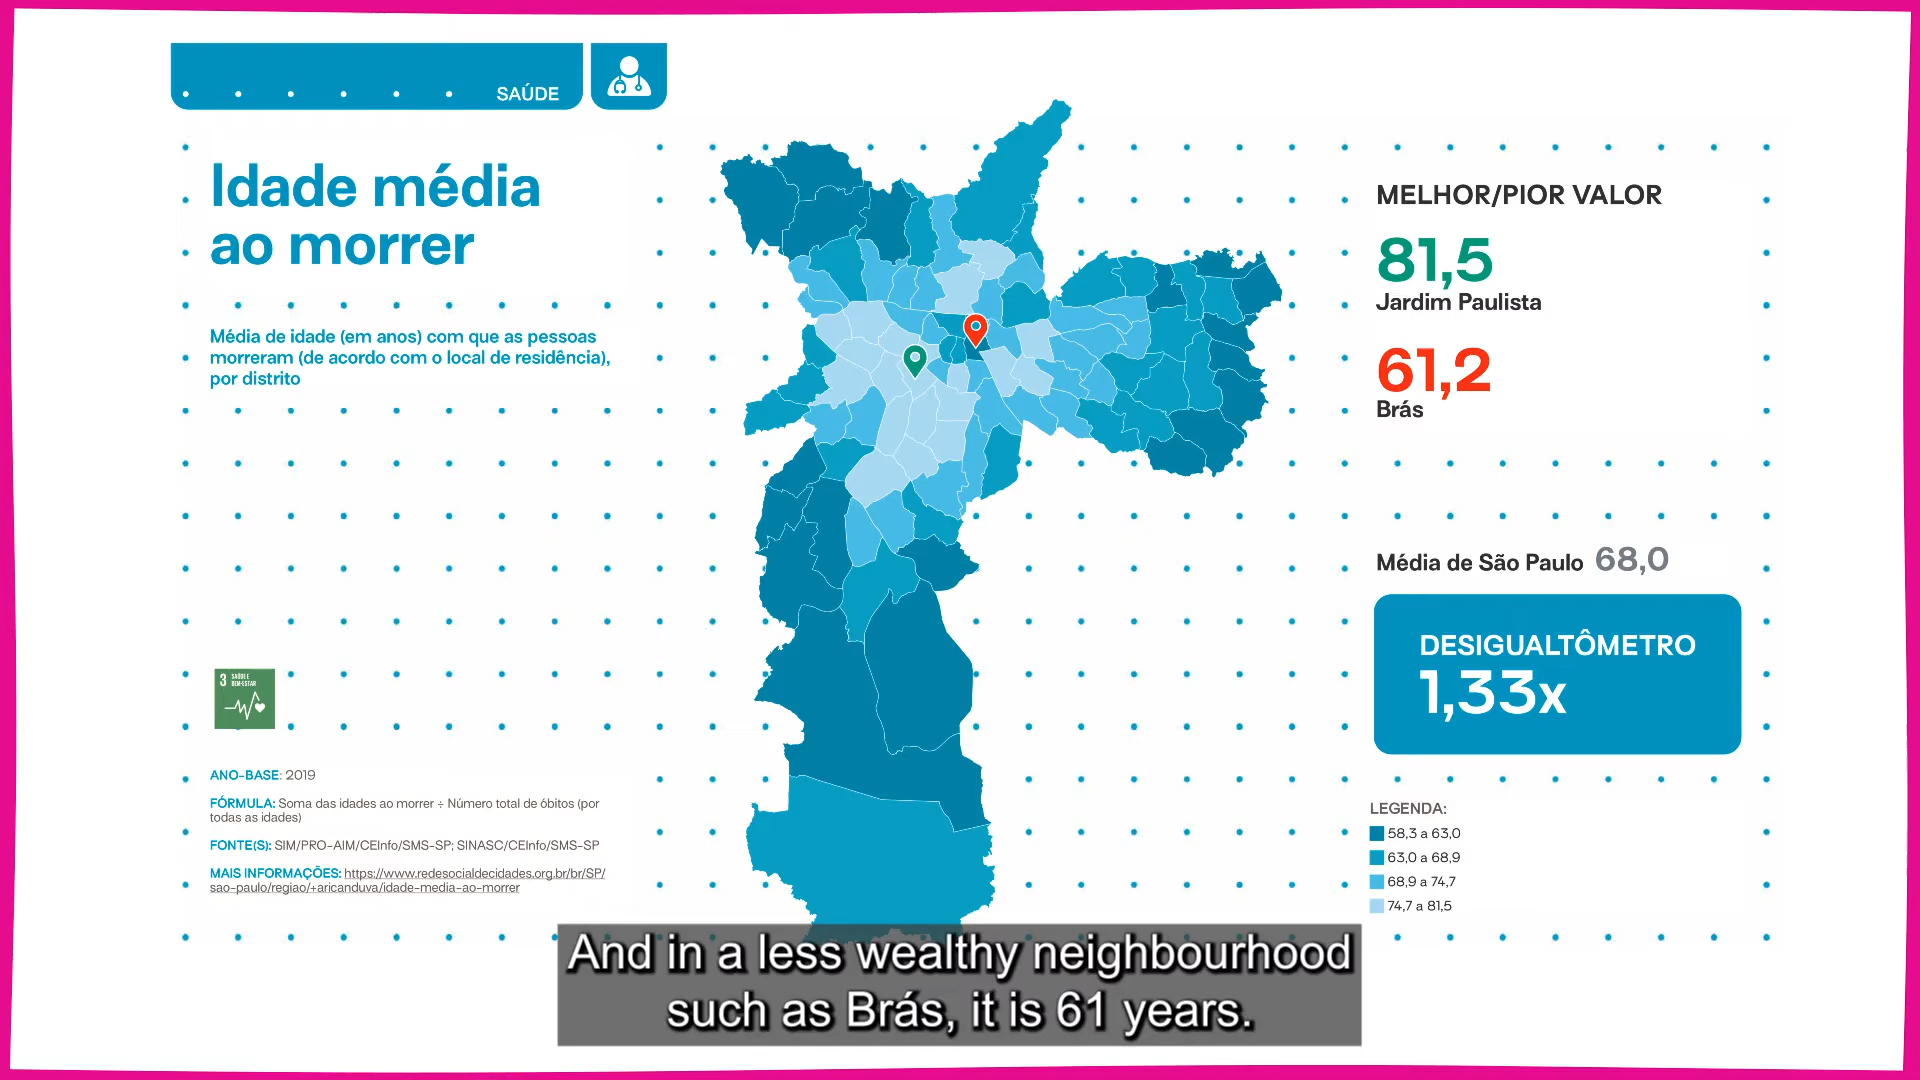 SAÚDE
Idade média
ao morrer
Média de idade (em anos) com que as pessoas
morreram (de acordo com o local de residência),
por distrito
3 SAÚDE E
BEM-ESTAR
ANO-BASE: 2019
FÓRMULA: Soma das idades ao morrer ÷ Número total de óbitos (por
todas as idades)
FONTE(S): SIM/PRO-AIM/CEInfo/SMS-SP; SINASC/CEInfo/SMS-SP
MAIS INFORMAÇÕES: https://www.redesocialdecidades.org.br/br/SP/
sao-paulo/regiao/+aricanduva/idade-media-ao-morrer
MELHOR/PIOR VALOR
81,5
Jardim Paulista
61,2
Brás
Média de São Paulo 68,0
DESIGUALTÔMETRO
1,33x
LEGENDA:
58,3 a 63,0
63,0 a 68,9
68,9 a 74,7
74,7 a 81,5
And in a less wealthy neighbourhood
such as Brás, it is 61 years.